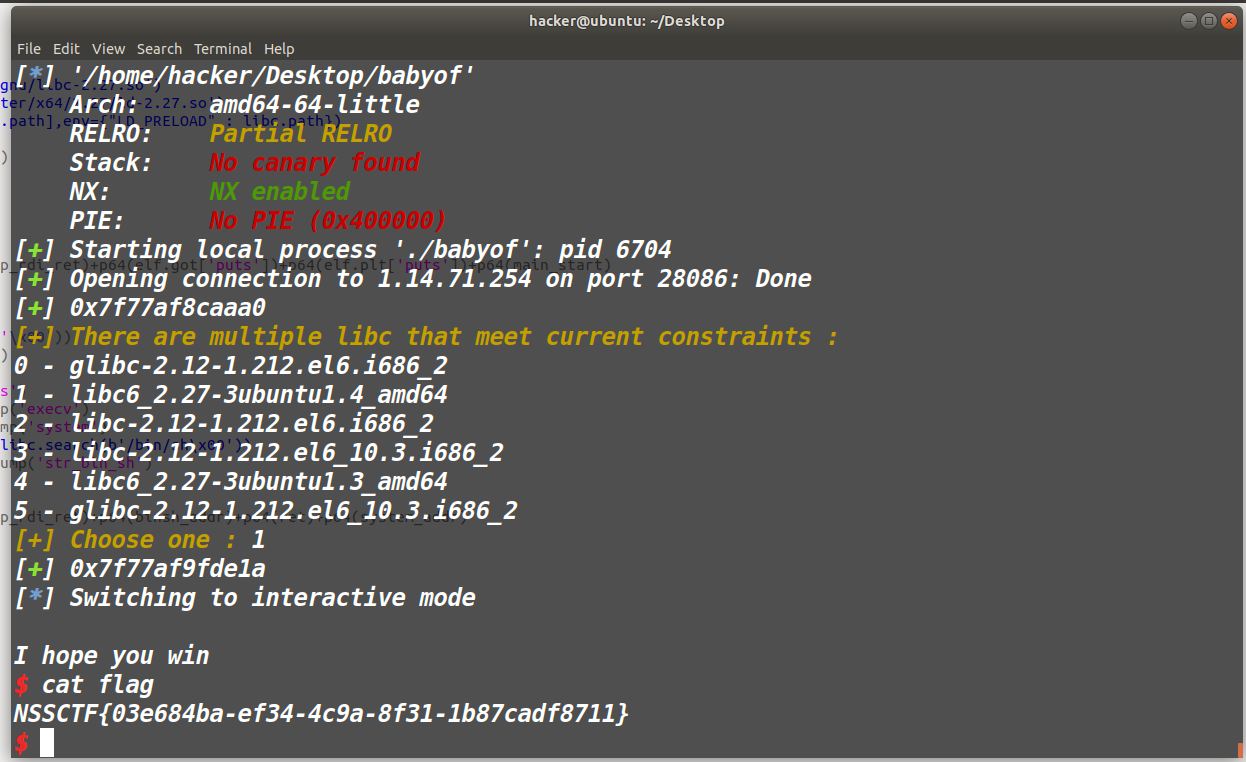 hacker@ubuntu: ~/Desktop
File Edit View Search Terminal Help
[*] '/home/hacker/Desktop/babyof'
Arch: amd64-64-little
RELRO: Partial RELRO
Stack: No canary found
NX: NX enabled
PIE: No PIE (0x400000)
[+] Starting local process './babyof': pid 6704
[+] Opening connection to 1.14.71.254 on port 28086: Done
[+] 0x7f77af8caaa0
[+] There are multiple libc that meet current constraints :
0 - glibc-2.12-1.212.el6.i686_2
1 - libc6_2.27-3ubuntu1.4_amd64
2 - libc-2.12-1.212.el6.i686_2
3 - libc-2.12-1.212.el6_10.3.i686_2
4 - libc6_2.27-3ubuntu1.3_amd64
5 - glibc-2.12-1.212.el6_10.3.i686_2
[+] Choose one : 1
[+] 0x7f77af9fde1a
[*] Switching to interactive mode
I hope you win
$ cat flag
NSSCTF{03e684ba-ef34-4c9a-8f31-1b87cadf8711}
$